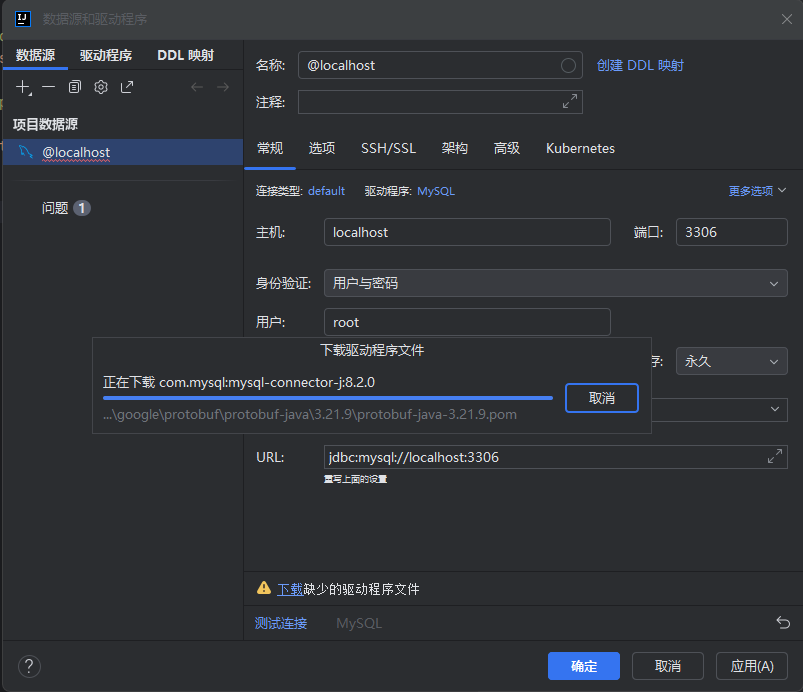 数据源和驱动程序
数据源 驱动程序 DDL 映射
项目数据源
@localhost
问题 1
名称: @localhost 创建 DDL 映射
注释:
常规 选项 SSH/SSL 架构 高级 Kubernetes
连接类型: default 驱动程序: MySQL 更多选项
主机: localhost 端口: 3306
身份验证: 用户与密码
用户: root
永久
下载驱动程序文件
正在下载 com.mysql:mysql-connector-j:8.2.0
取消
...\google\protobuf\protobuf-java\3.21.9\protobuf-java-3.21.9.pom
URL: jdbc:mysql://localhost:3306
重写上面的设置
下载缺少的驱动程序文件
测试连接 MySQL
? 确定 取消 应用(A)